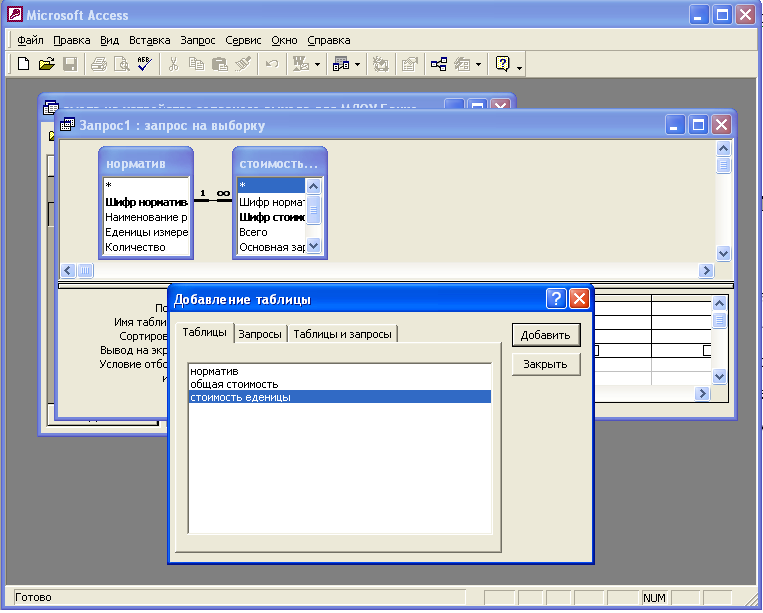 Microsoft Access
Файл Правка Вид Вставка Запрос Сервис Окно Справка
Запрос1 : запрос на выборку
норматив
стоимость...
*
Шифр норматив
Наименование р
Еденицы измере
Количество
1 ∞
*
Шифр нормат
Шифр стоим
Всего
Основная зар
По
Имя табли
Сортиров
Вывод на экр
Условие отбо
и
Добавление таблицы
Таблицы Запросы Таблицы и запросы
норматив
общая стоимость
стоимость еденицы
Добавить
Закрыть
Готово
NUM